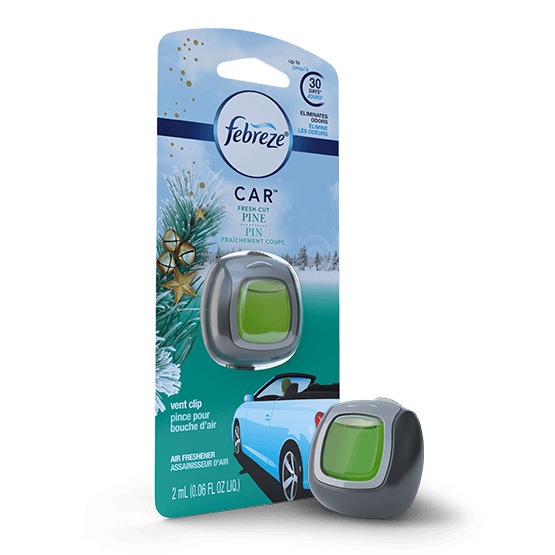 up to
jusqu'à
30
DAYS*
JOURS*
ELIMINATES
ODORS
ÉLIMINE
LES ODEURS
febreze®
CAR™
FRESH-CUT
PINE
PIN
FRAÎCHEMENT COUPÉ
vent clip
pince pour
bouche d'air
AIR FRESHENER
ASSAINISSEUR D'AIR
2 mL (0.06 FL OZ LIQ.)